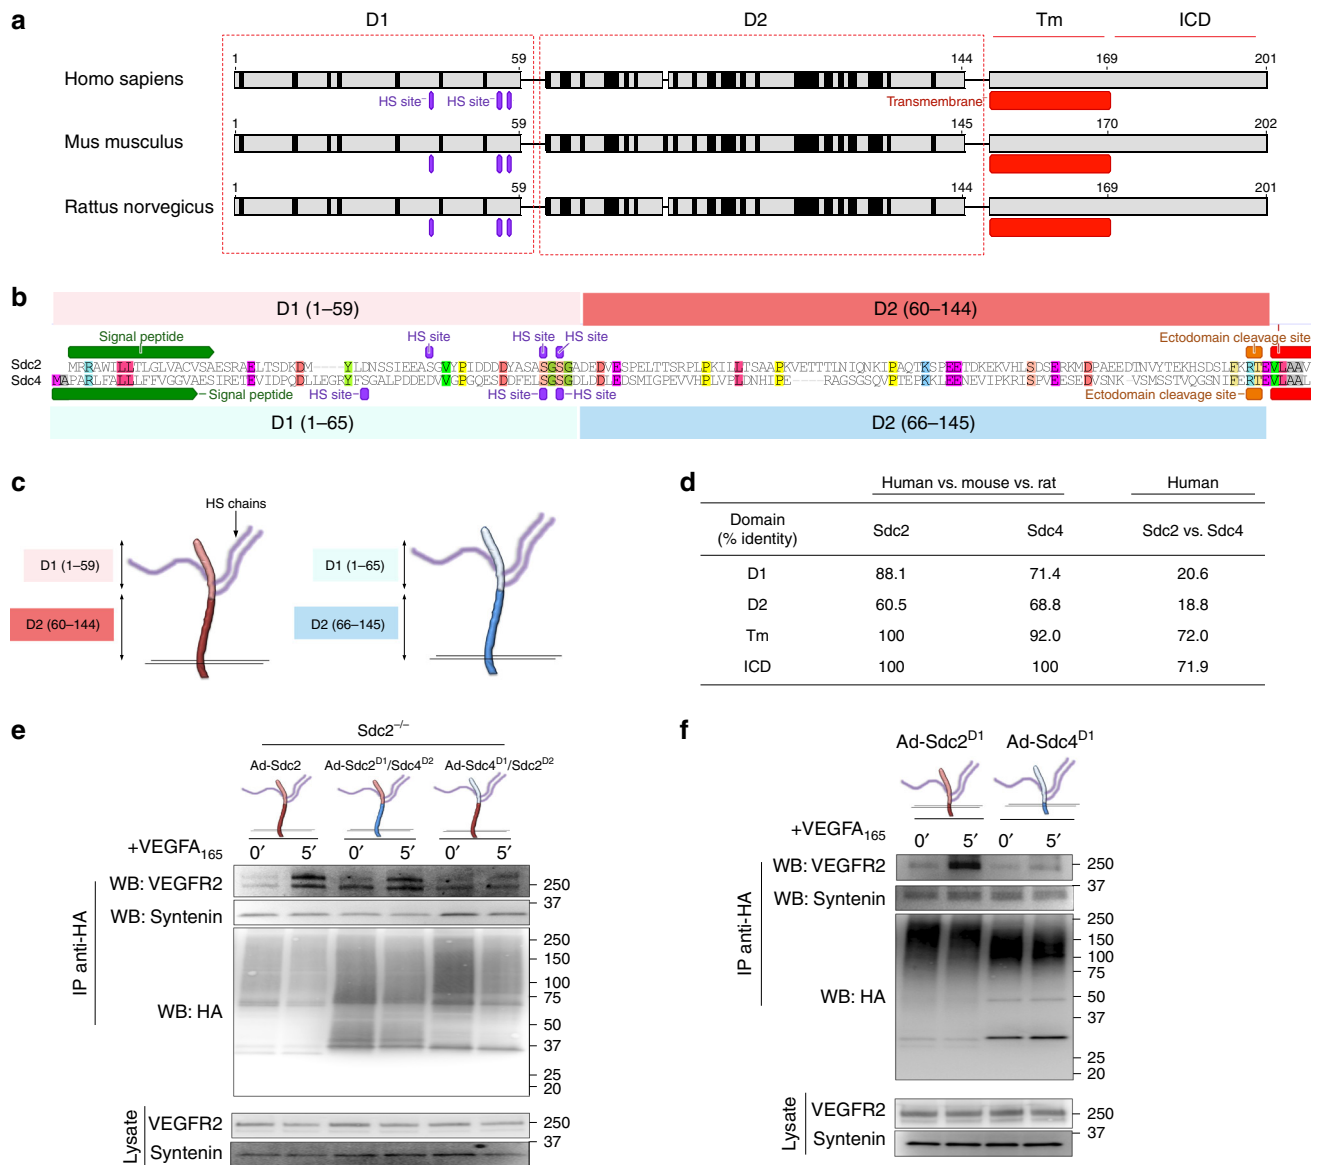 a
D1 D2 Tm ICD
1 59 144 169 201
Homo sapiens
HS site HS site Transmembrane
1 59 145 170 202
Mus musculus
1 59 144 169 201
Rattus norvegicus
b
D1 (1–59) D2 (60–144)
Signal peptide HS site HS site HS site Ectodomain cleavage site
Sdc2
Sdc4
Signal peptide HS site HS site HS site Ectodomain cleavage site
D1 (1–65) D2 (66–145)
c
HS chains
D1 (1–59) D1 (1–65)
D2 (60–144) D2 (66–145)
d
Human vs. mouse vs. rat Human
Domain (% identity) Sdc2 Sdc4 Sdc2 vs. Sdc4
D1 88.1 71.4 20.6
D2 60.5 68.8 18.8
Tm 100 92.0 72.0
ICD 100 100 71.9
e
Sdc2–/–
Ad-Sdc2 Ad-Sdc2D1/Sdc4D2 Ad-Sdc4D1/Sdc2D2
+VEGFA165 0′ 5′ 0′ 5′ 0′ 5′
IP anti-HA
WB: VEGFR2 250
37
WB: Syntenin
WB: HA
250
150
100
75
50
37
25
20
Lysate
VEGFR2 250
37
Syntenin
f
Ad-Sdc2D1 Ad-Sdc4D1
+VEGFA165 0′ 5′ 0′ 5′
IP anti-HA
WB: VEGFR2 250
37
WB: Syntenin
WB: HA
250
150
100
75
50
37
25
20
Lysate
VEGFR2 250
37
Syntenin